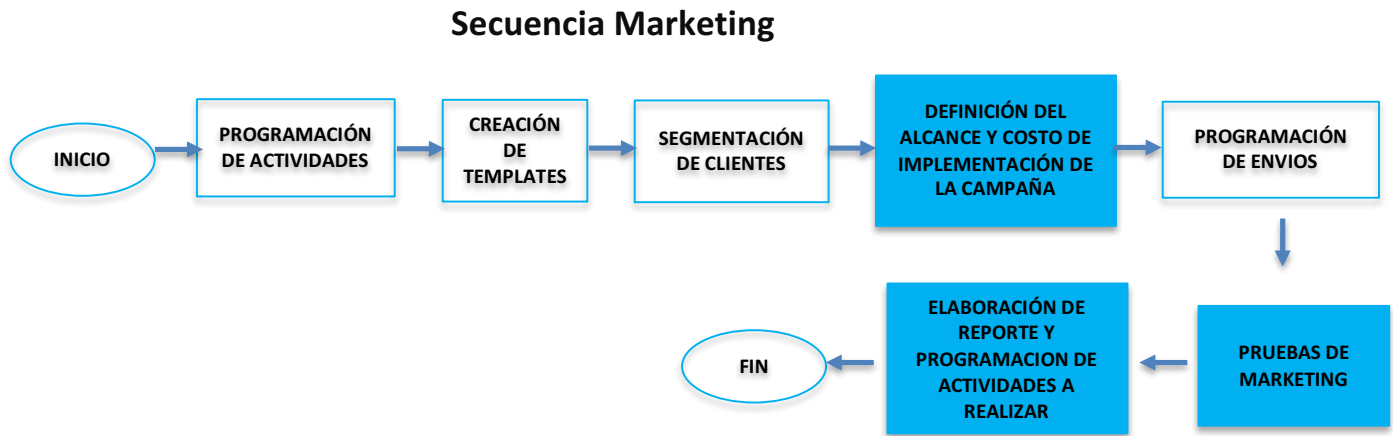 Secuencia Marketing
INICIO
PROGRAMACIÓN
DE ACTIVIDADES
CREACIÓN
DE
TEMPLATES
SEGMENTACIÓN
DE CLIENTES
DEFINICIÓN DEL
ALCANCE Y COSTO DE
IMPLEMENTACIÓN DE
LA CAMPAÑA
PROGRAMACIÓN
DE ENVIOS
PRUEBAS DE
MARKETING
ELABORACIÓN DE
REPORTE Y
PROGRAMACION DE
ACTIVIDADES A
REALIZAR
FIN